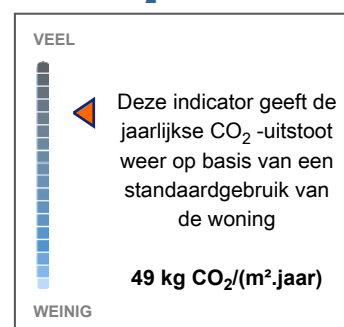 VEEL
Deze indicator geeft de
jaarlijkse CO₂ -uitstoot
weer op basis van een
standaardgebruik van
de woning
49 kg CO₂/(m².jaar)
WEINIG